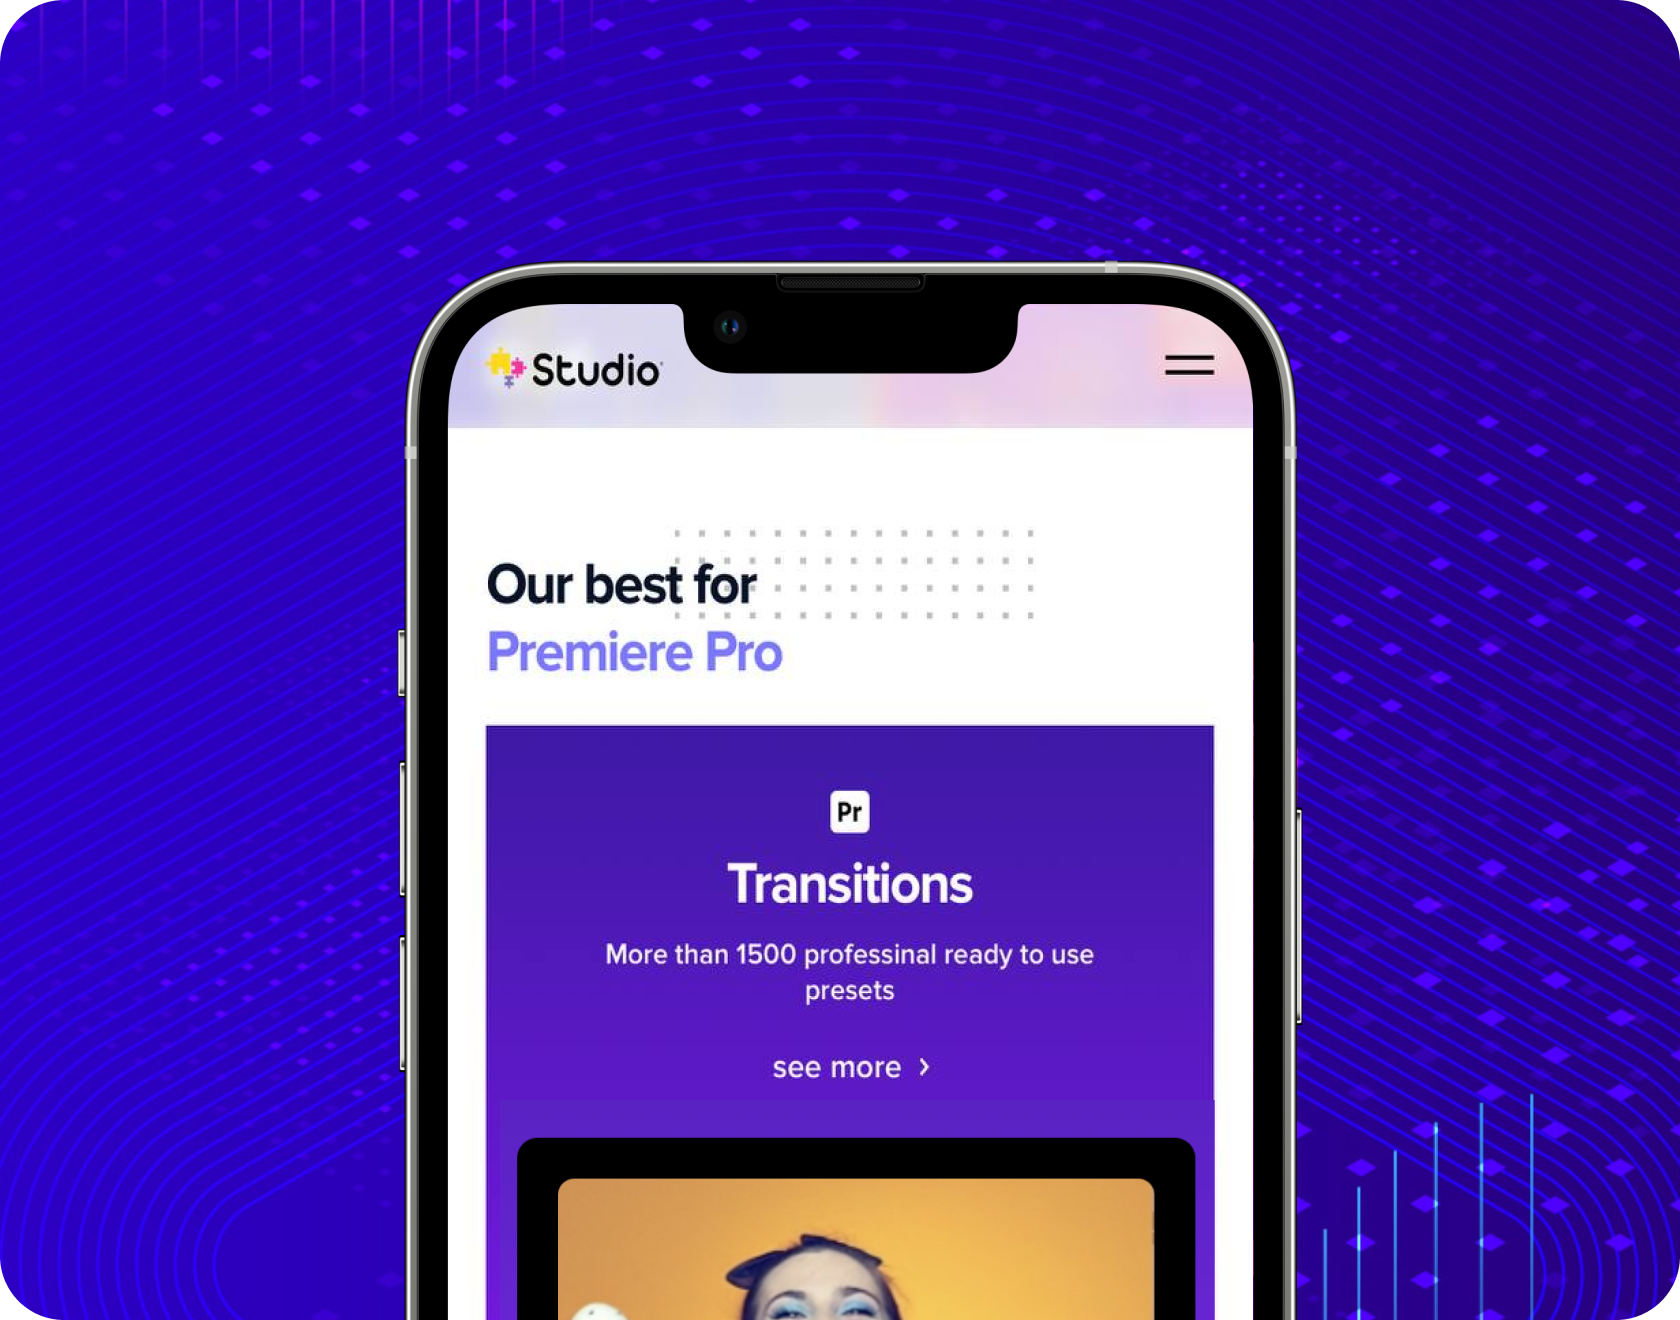 Studio
Our best for
Premiere Pro
Pr
Transitions
More than 1500 professinal ready to use
presets
see more >